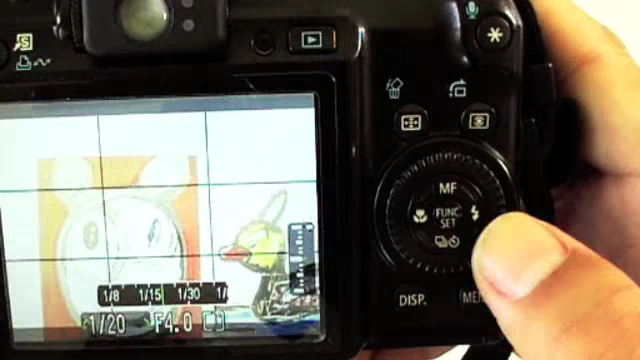 S
MF
FUNC.
SET
DISP.
1/8 1/15 1/30
1/20 F4.0